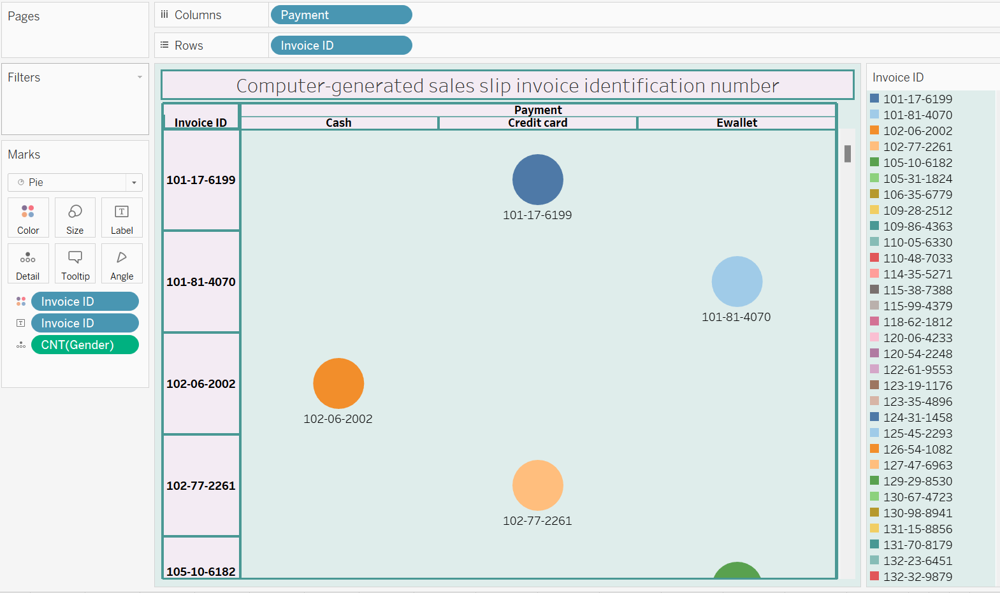 Pages
Columns
Payment
Rows
Invoice ID
Filters
Marks
Pie
Color
Size
Label
Detail
Tooltip
Angle
Invoice ID
Invoice ID
CNT(Gender)
Computer-generated sales slip invoice identification number
Payment
Invoice ID
Cash
Credit card
Ewallet
101-17-6199
101-17-6199
101-81-4070
101-81-4070
102-06-2002
102-06-2002
102-77-2261
102-77-2261
105-10-6182
Invoice ID
101-17-6199
101-81-4070
102-06-2002
102-77-2261
105-10-6182
105-31-1824
106-35-6779
109-28-2512
109-86-4363
110-05-6330
110-48-7033
114-35-5271
115-38-7388
115-99-4379
118-62-1812
120-06-4233
120-54-2248
122-61-9553
123-19-1176
123-35-4896
124-31-1458
125-45-2293
126-54-1082
127-47-6963
129-29-8530
130-67-4723
130-98-8941
131-15-8856
131-70-8179
132-23-6451
132-32-9879